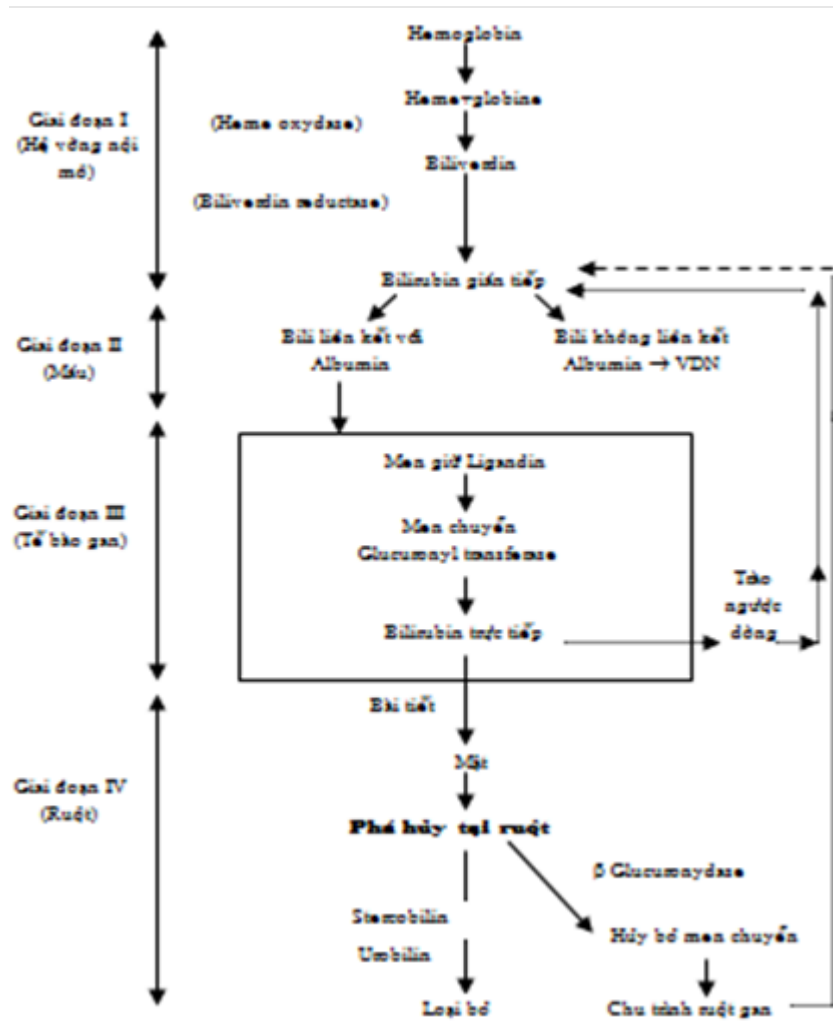 Hemoglobin
Giai đoạn I
(Hệ võng nội
mô)
(Heme oxydase)
Biliverdin
(Biliverdin reductase)
Bilirubin gián tiếp
Giai đoạn II
(Máu)
Bili liên kết với
Albumin
Bili không liên kết
Albumin → VDN
Giai đoạn III
(Tế bào gan)
Men giữ Ligandin
Men chuyển
Glucuronyl transferase
Bilirubin trực tiếp
Trào
ngược
dòng
Bài tiết
Giai đoạn IV
(Ruột)
Mật
Phá hủy tại ruột
β Glucuronydase
Stercobilin
Urobilin
Hủy bỏ men chuyển
Loại bỏ
Chu trình ruột gan